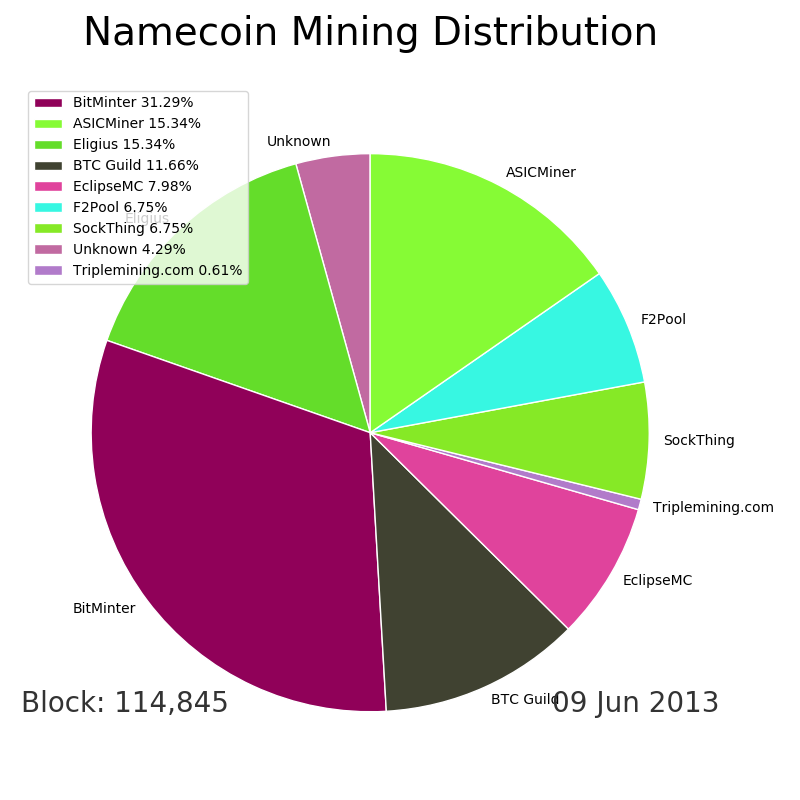 Namecoin Mining Distribution
BitMinter 31.29%
ASICMiner 15.34%
Eligius 15.34%
BTC Guild 11.66%
EclipseMC 7.98%
F2Pool 6.75%
SockThing 6.75%
Unknown 4.29%
Triplemining.com 0.61%
Unknown
ASICMiner
Eligius
F2Pool
SockThing
Triplemining.com
EclipseMC
BitMinter
BTC Guild
Block: 114,845
09 Jun 2013